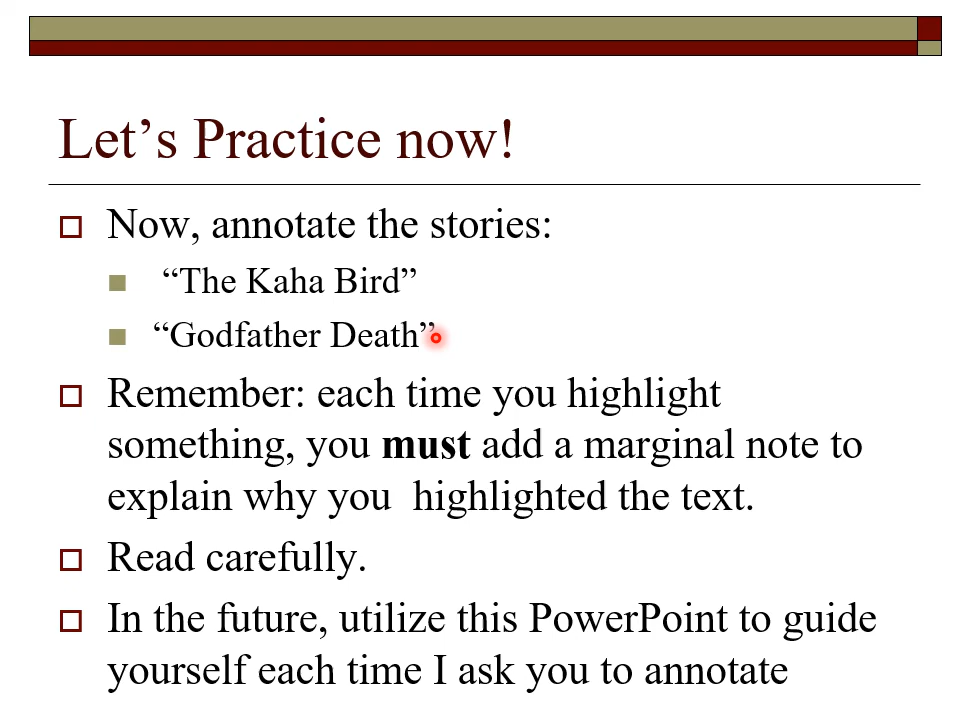 Let’s Practice now!
Now, annotate the stories:
“The Kaha Bird”
“Godfather Death”
Remember: each time you highlight
something, you must add a marginal note to
explain why you  highlighted the text.
Read carefully.
In the future, utilize this PowerPoint to guide
yourself each time I ask you to annotate